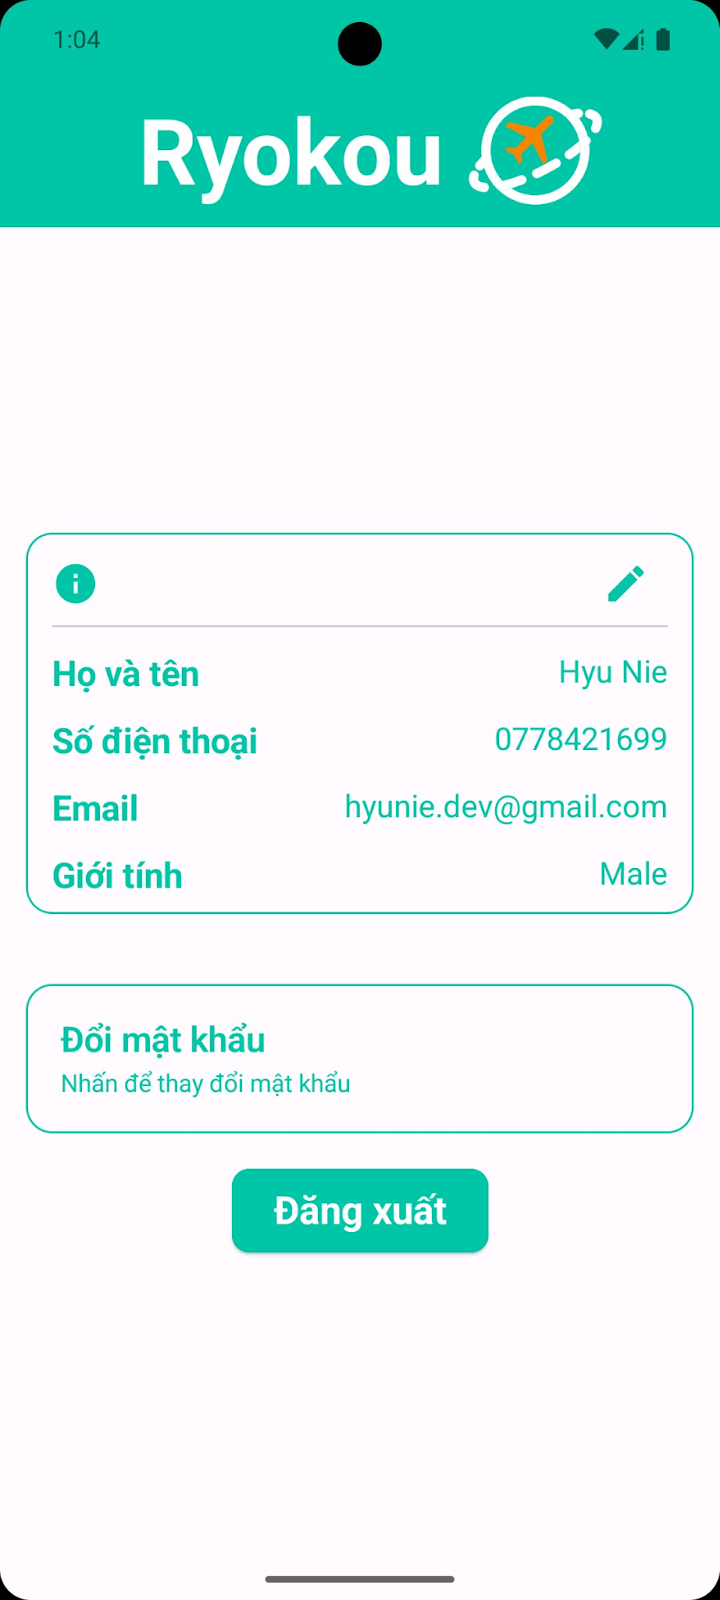 1:04
Ryokou
Họ và tên Hyu Nie
Số điện thoại 0778421699
Email hyunie.dev@gmail.com
Giới tính Male
Đổi mật khẩu
Nhấn để thay đổi mật khẩu
Đăng xuất